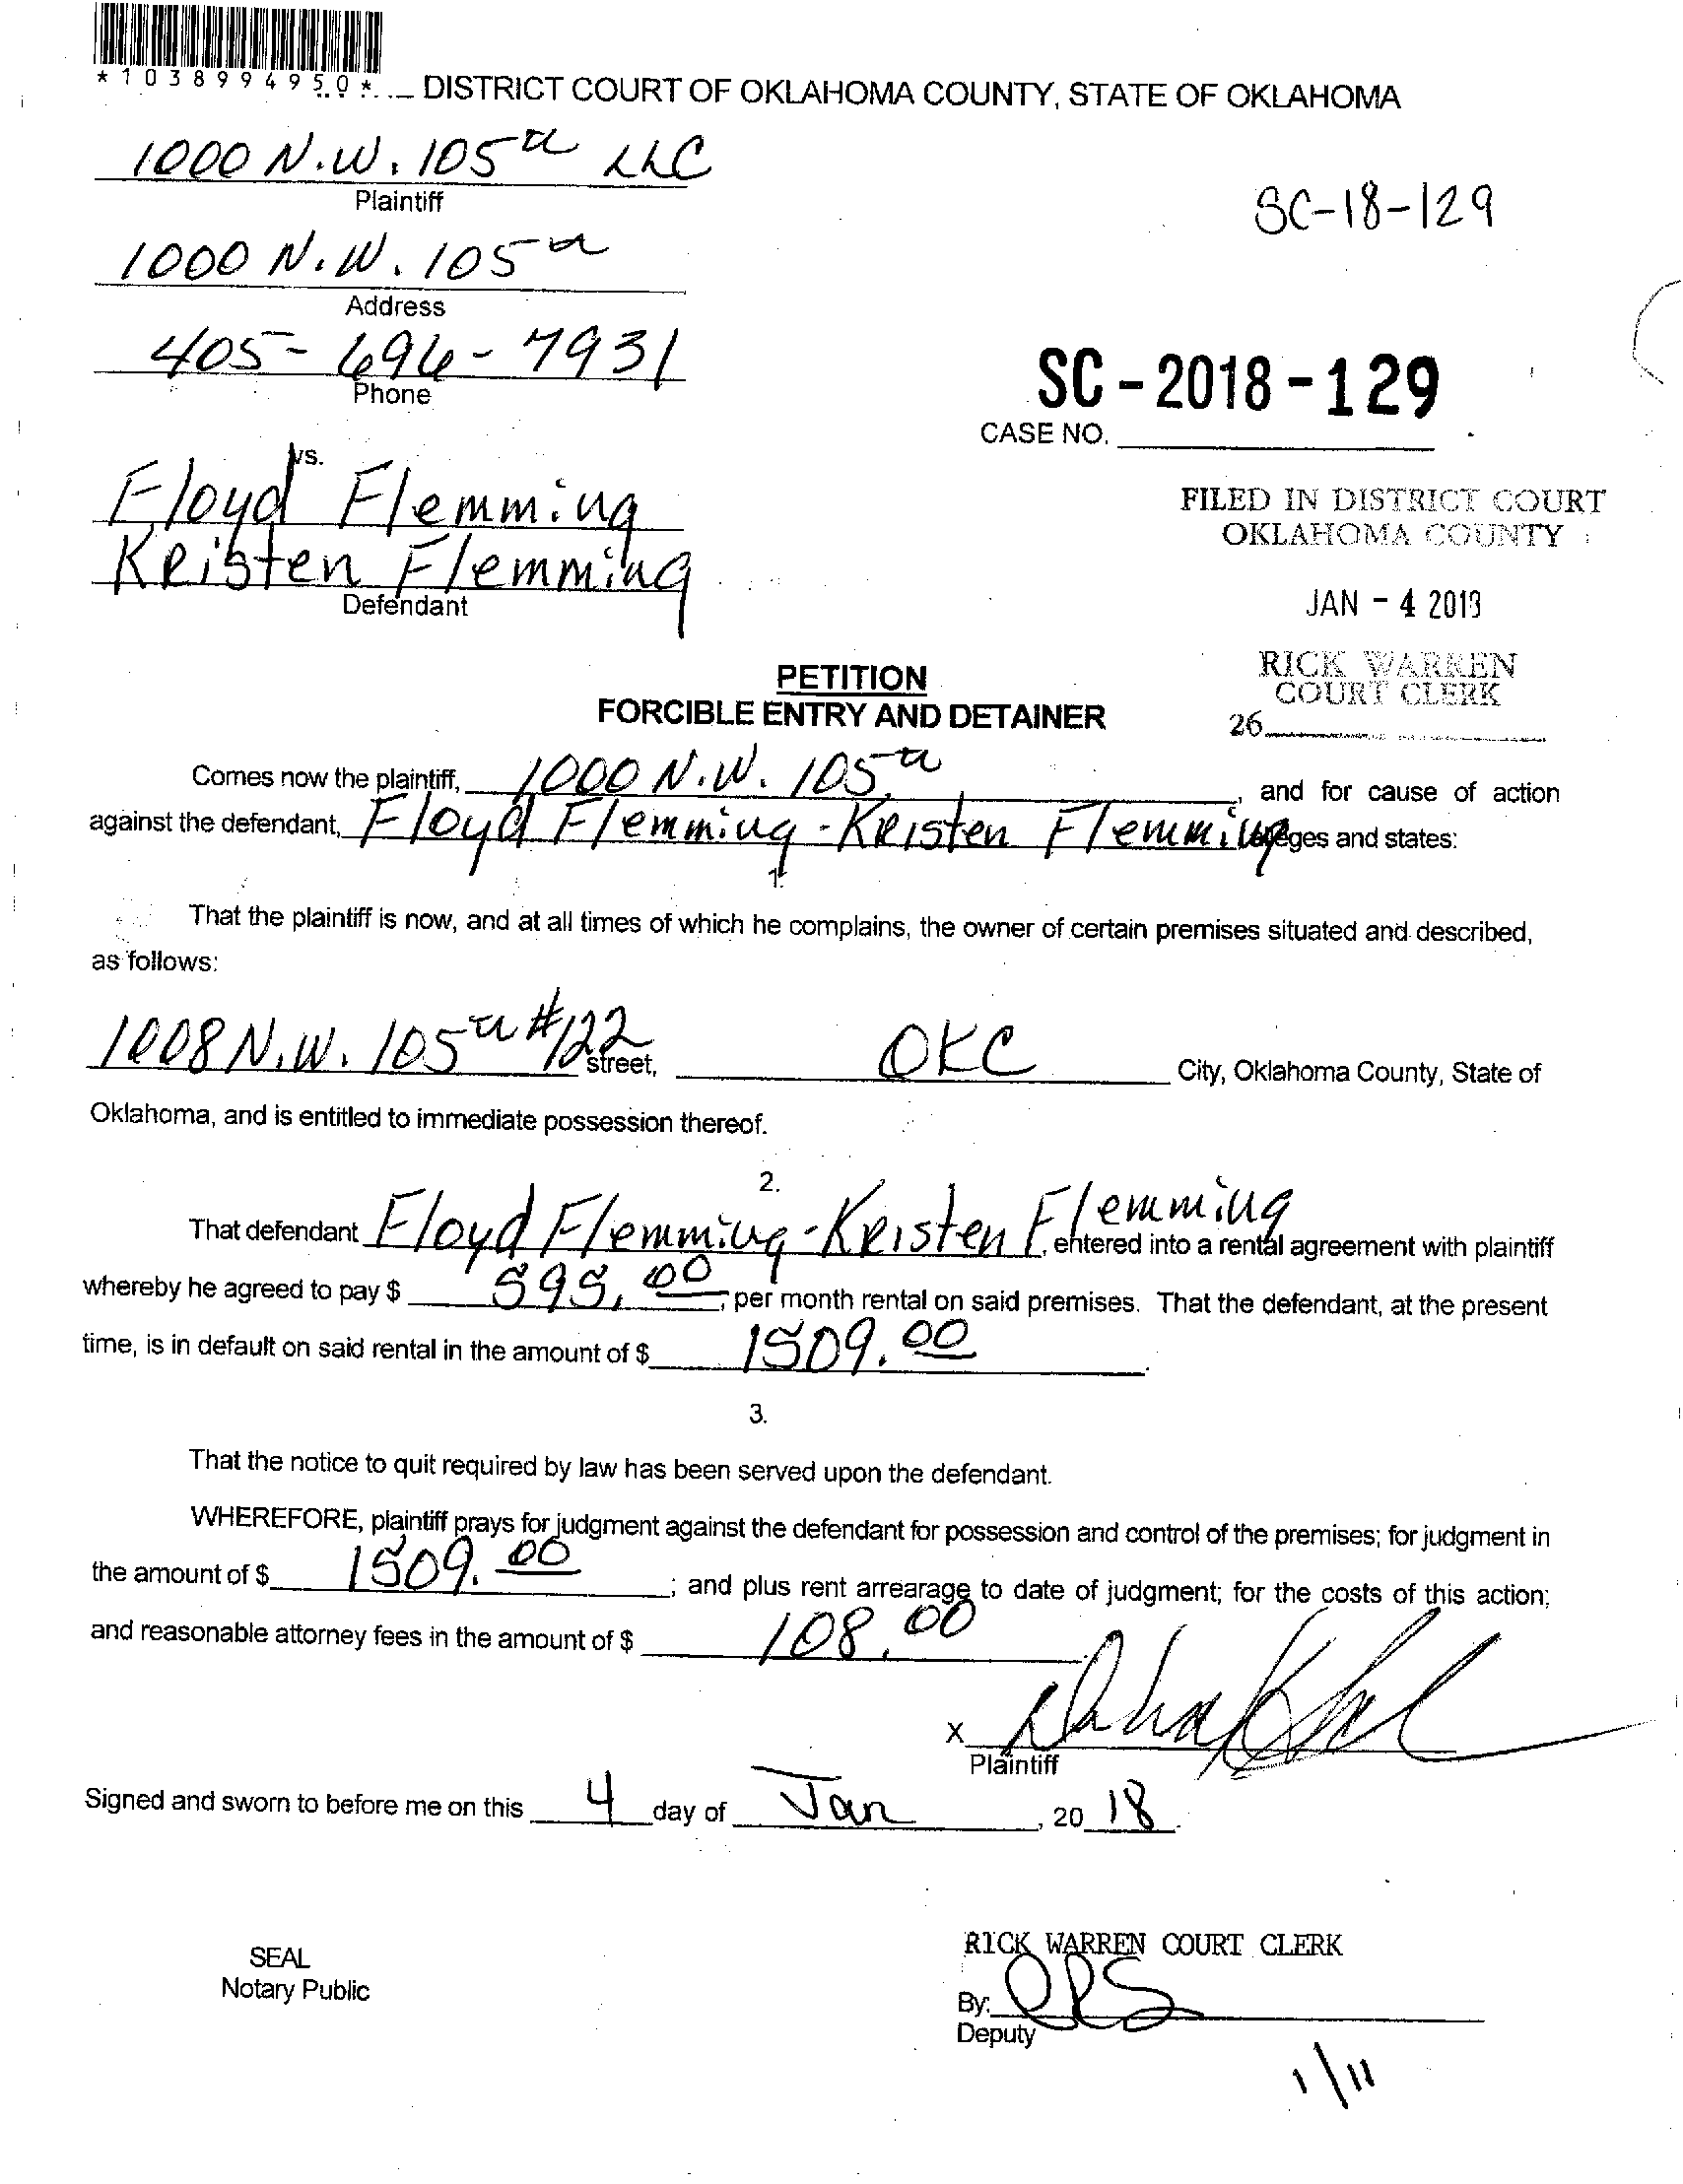 *1038994950*
DISTRICT COURT OF OKLAHOMA COUNTY, STATE OF OKLAHOMA
1000 N.W. 105th LLC
Plaintiff
SC-18-129
1000 N.W. 105th
Address
405-696-7931
Phone
SC-2018-129
CASE NO.
vs.
Floyd Flemming
Kristen Flemming
Defendant
FILED IN DISTRICT COURT
OKLAHOMA COUNTY
JAN - 4 2018
RICK WARREN
COURT CLERK
26
PETITION
FORCIBLE ENTRY AND DETAINER
Comes now the plaintiff, 1000 N.W. 105th, and for cause of action
against the defendant, Floyd Flemming - Kristen Flemming alleges and states:
1.
That the plaintiff is now, and at all times of which he complains, the owner of certain premises situated and described,
as follows:
1008 N.W. 105th #122 street, OKC City, Oklahoma County, State of
Oklahoma, and is entitled to immediate possession thereof.
2.
That defendant Floyd Flemming - Kristen Flemming, entered into a rental agreement with plaintiff
whereby he agreed to pay $ 595.00, per month rental on said premises. That the defendant, at the present
time, is in default on said rental in the amount of $ 1509.00.
3.
That the notice to quit required by law has been served upon the defendant.
WHEREFORE, plaintiff prays for judgment against the defendant for possession and control of the premises; for judgment in
the amount of $ 1509.00; and plus rent arrearage to date of judgment; for the costs of this action;
and reasonable attorney fees in the amount of $ 108.00.
X
Plaintiff
Signed and sworn to before me on this 4 day of Jan, 20 18.
SEAL
Notary Public
RICK WARREN COURT CLERK
By:
Deputy
1/11